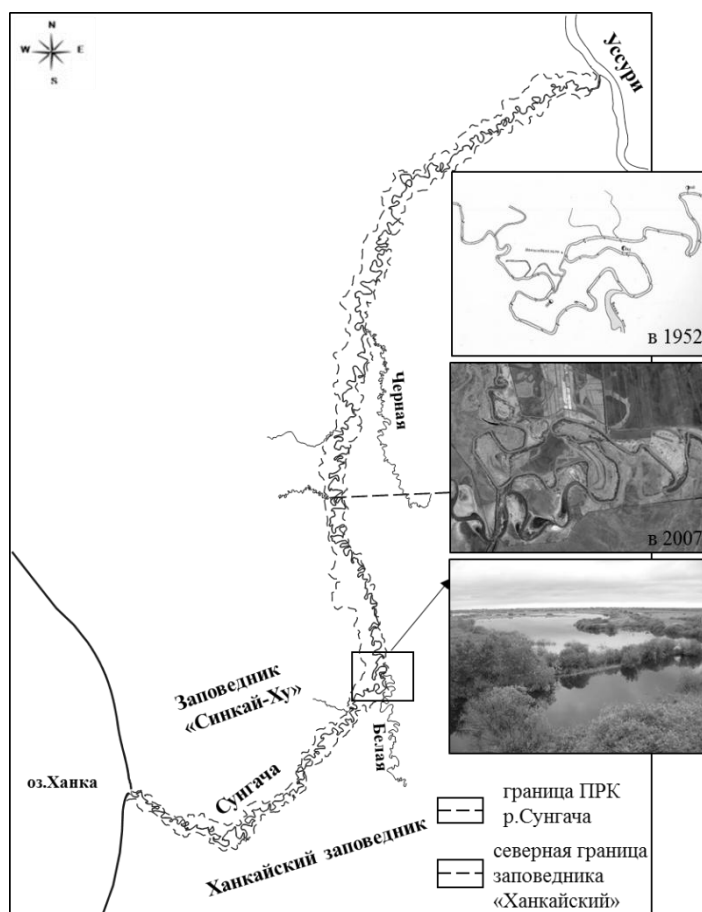 N
W E
S
Уссури
в 1952
Черная
в 2007
Заповедник
«Синкай-Ху»
Белая
оз.Ханка
Сунгача
Ханкайский заповедник
граница ПРК
р.Сунгача
северная граница
заповедника
«Ханкайский»